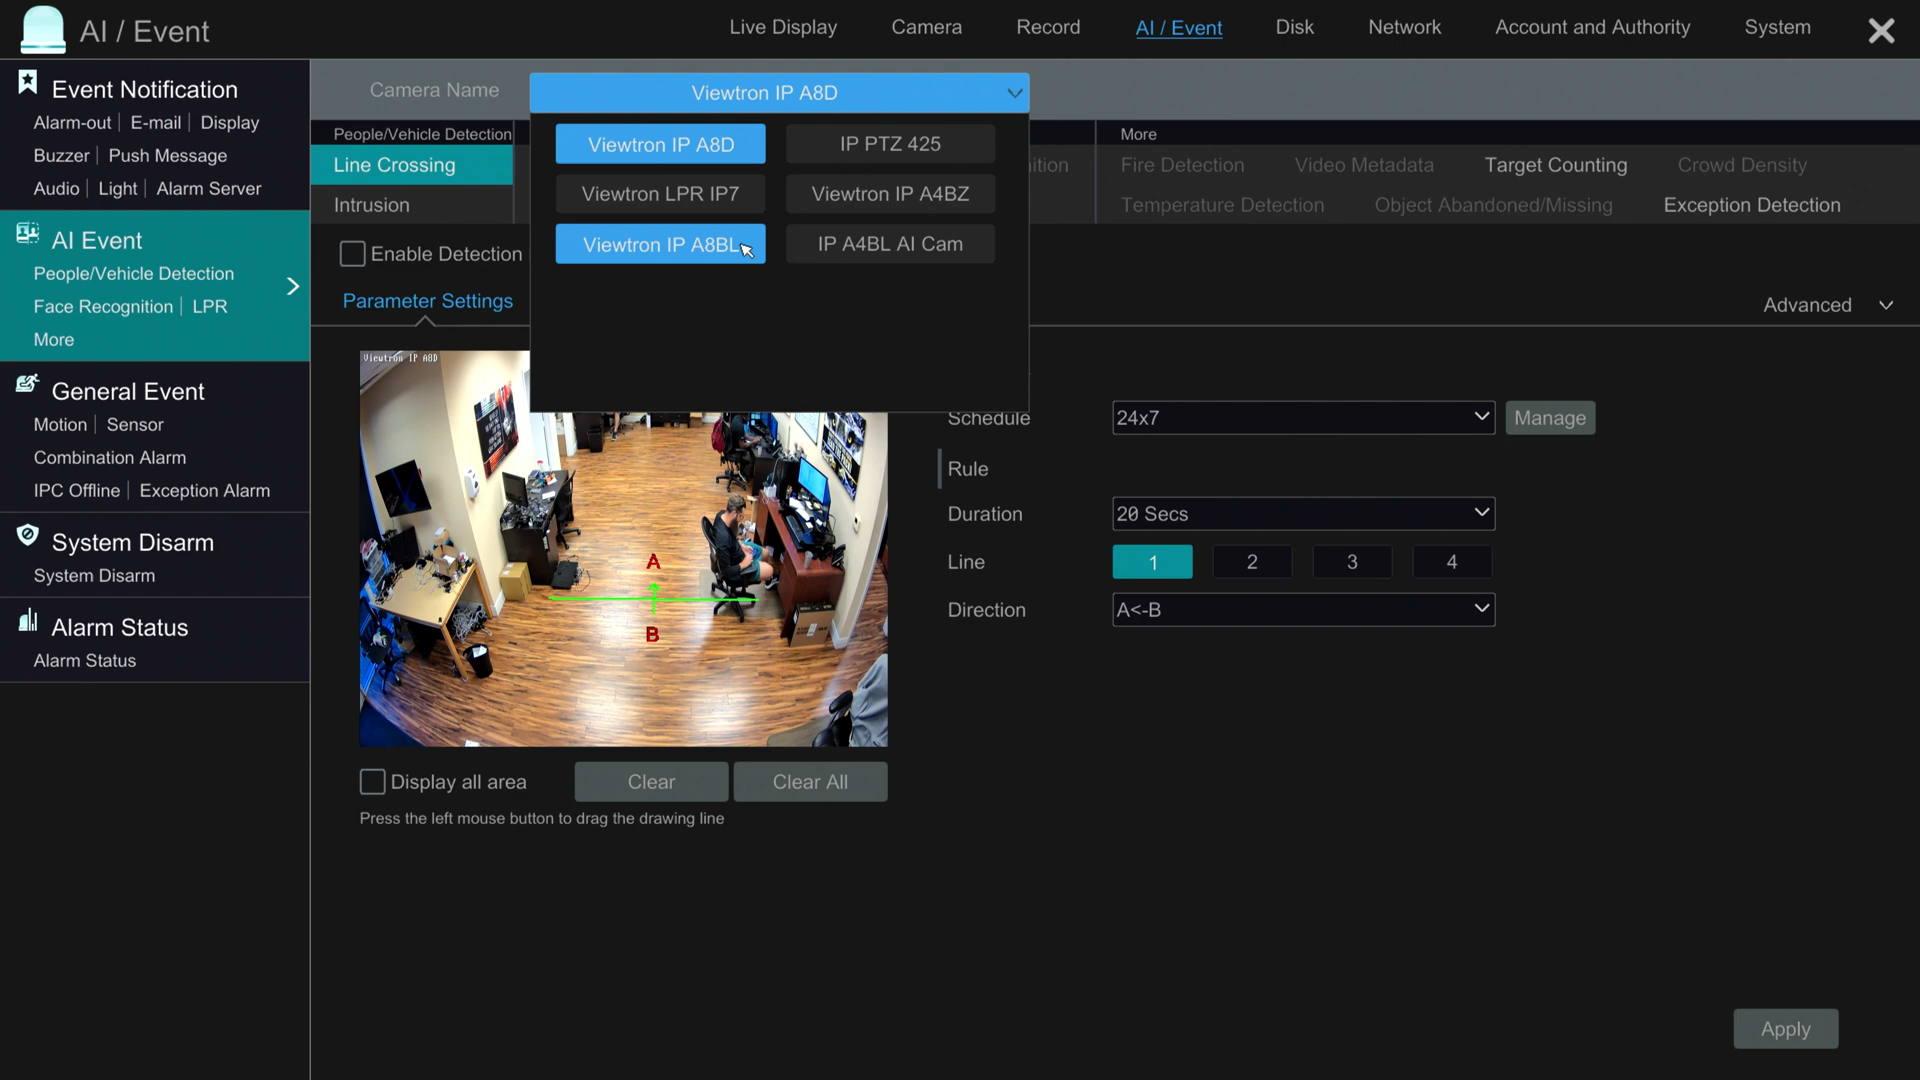 AI / Event
Live Display Camera Record AI / Event Disk Network Account and Authority System
Event Notification
Alarm-out E-mail Display
Buzzer Push Message
Audio Light Alarm Server
AI Event
People/Vehicle Detection
Face Recognition LPR
More
General Event
Motion Sensor
Combination Alarm
IPC Offline Exception Alarm
System Disarm
System Disarm
Alarm Status
Alarm Status
Camera Name Viewtron IP A8D
Viewtron IP A8D IP PTZ 425
Viewtron LPR IP7 Viewtron IP A4BZ
Viewtron IP A8BL IP A4BL AI Cam
People/Vehicle Detection More
Line Crossing Fire Detection Video Metadata Target Counting Crowd Density
Intrusion Temperature Detection Object Abandoned/Missing Exception Detection
Enable Detection
Parameter Settings Advanced
Viewtron IP A8D
A
B
Display all area Clear Clear All
Press the left mouse button to drag the drawing line
Schedule 24x7 Manage
Rule
Duration 20 Secs
Line 1 2 3 4
Direction A<-B
Apply